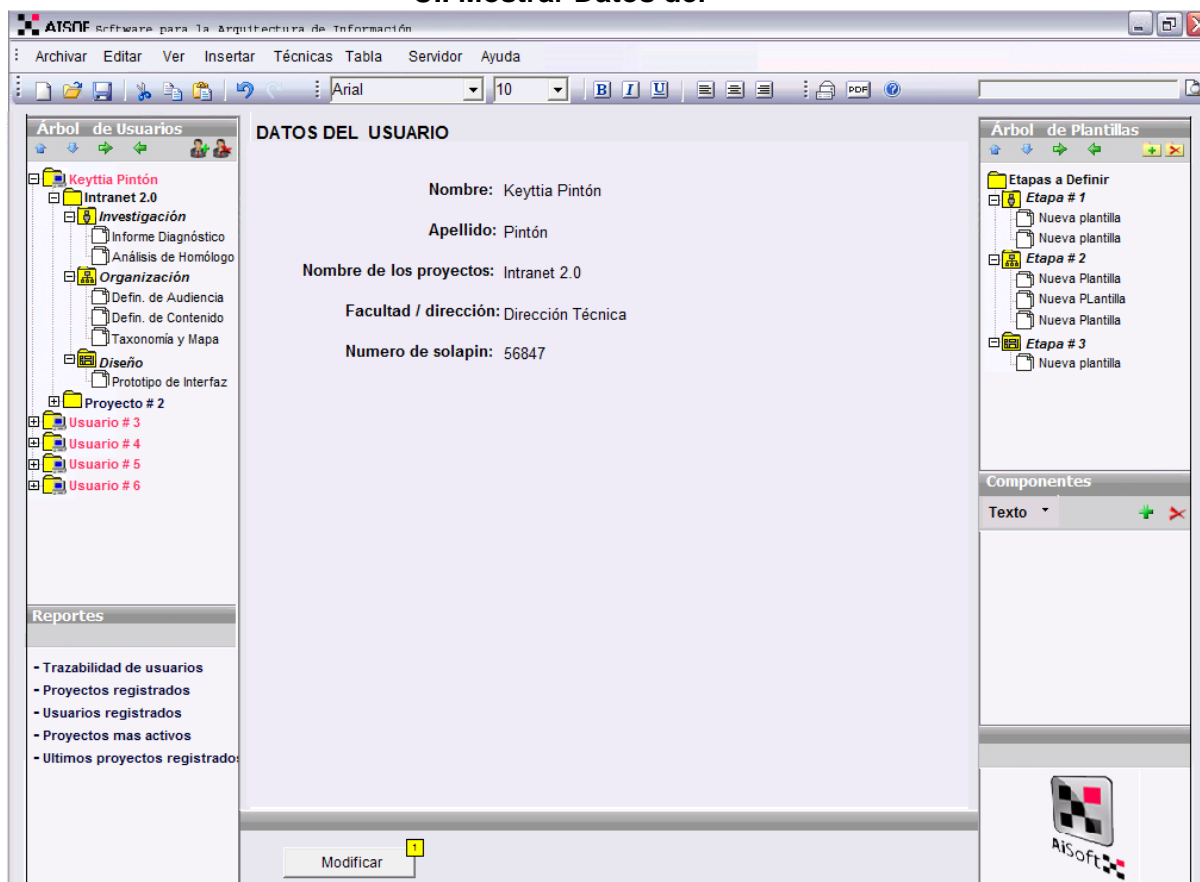 AISOF Software para la Arquitectura de Información
Archivar Editar Ver Insertar Técnicas Tabla Servidor Ayuda
Arial 10 B I U PDF
Árbol de Usuarios
Keyttia Pintón
Intranet 2.0
Investigación
Informe Diagnóstico
Análisis de Homólogo
Organización
Defin. de Audiencia
Defin. de Contenido
Taxonomía y Mapa
Diseño
Prototipo de Interfaz
Proyecto # 2
Usuario # 3
Usuario # 4
Usuario # 5
Usuario # 6
Reportes
- Trazabilidad de usuarios
- Proyectos registrados
- Usuarios registrados
- Proyectos mas activos
- Ultimos proyectos registrados
DATOS DEL USUARIO
Nombre: Keyttia Pintón
Apellido: Pintón
Nombre de los proyectos: Intranet 2.0
Facultad / dirección: Dirección Técnica
Numero de solapin: 56847
Modificar
1
Árbol de Plantillas
Etapas a Definir
Etapa # 1
Nueva plantilla
Nueva plantilla
Etapa # 2
Nueva Plantilla
Nueva PLantilla
Nueva Plantilla
Etapa # 3
Nueva plantilla
Componentes
Texto
AiSoft